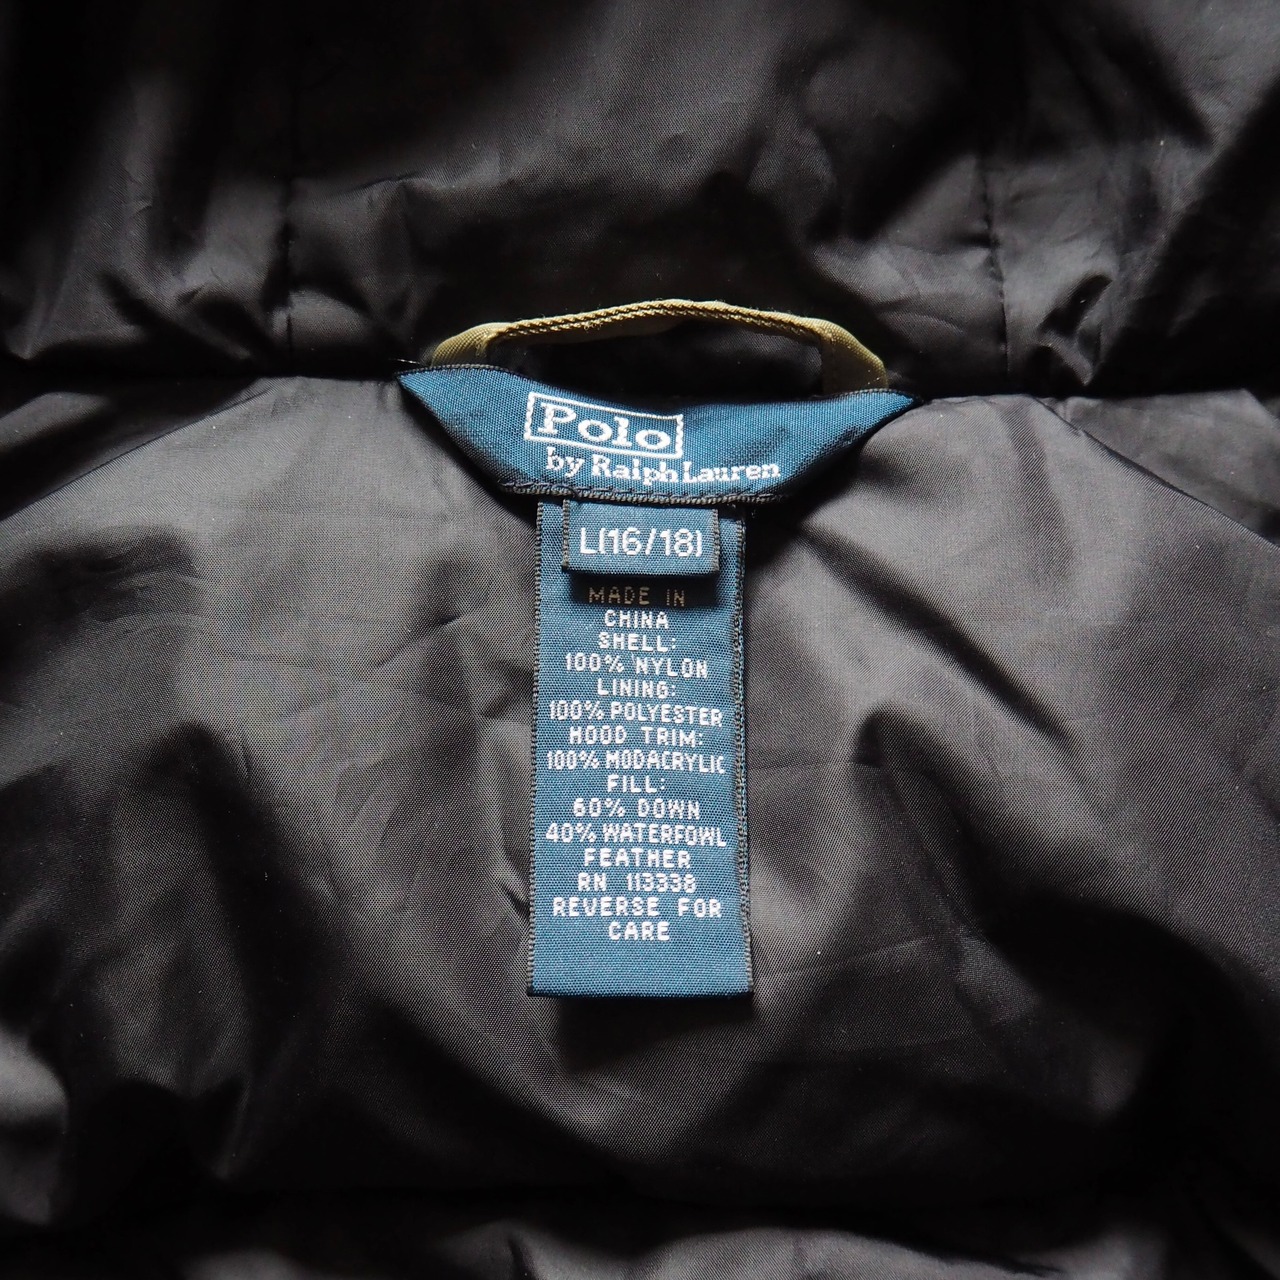 Polo
by Ralph Lauren
L(16/18)
MADE IN
CHINA
SHELL:
100% NYLON
LINING:
100% POLYESTER
HOOD TRIM:
100% MODACRYLIC
FILL:
60% DOWN
40% WATERFOWL
FEATHER
RN 113338
REVERSE FOR
CARE